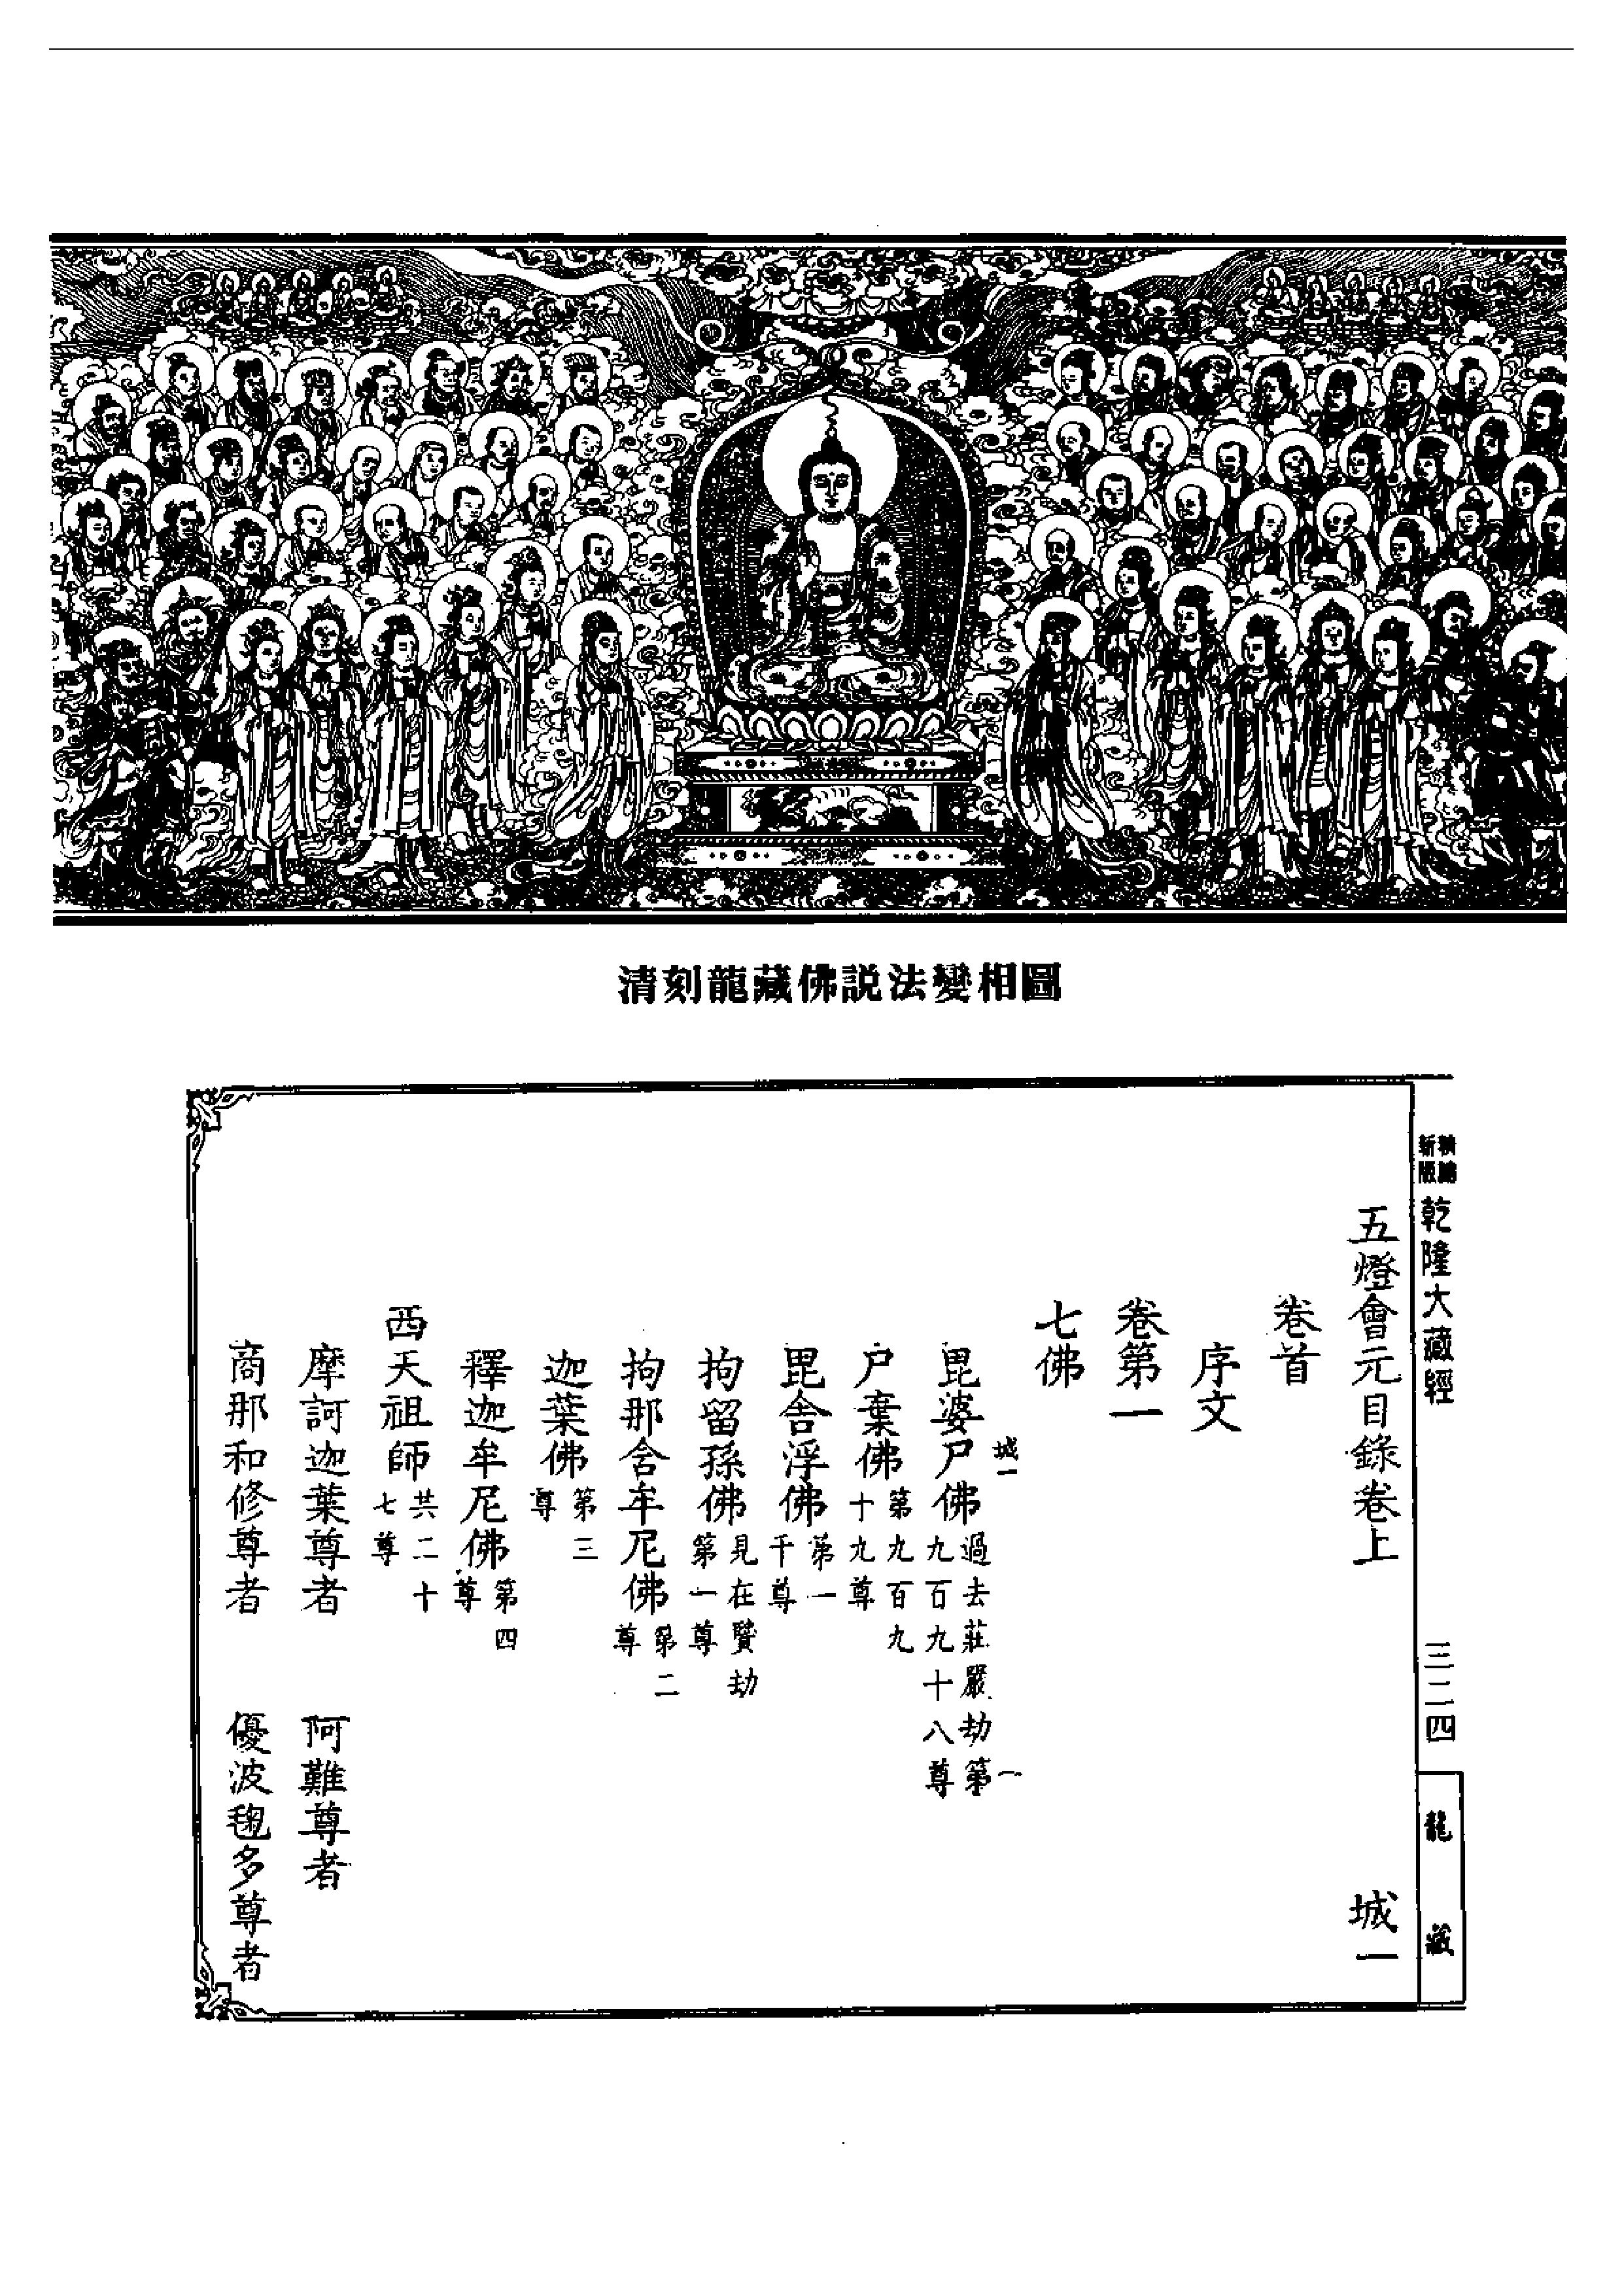 清刻龍藏佛説法變相圖
新版
乾隆大藏經
三二四
龍藏
五燈會元目錄卷上 城一
卷首
序文
卷第一
七佛
城一 一
毘婆尸佛 過去莊嚴劫第九百九十八尊
尸棄佛 第九百九十九尊
毘舍浮佛 第一千尊
拘留孫佛 見在賢劫第一尊
拘那含牟尼佛 第二尊
迦葉佛 第三尊
釋迦牟尼佛 第四尊
西天祖師 共二十七尊
摩訶迦葉尊者 阿難尊者
商那和修尊者 優波毱多尊者